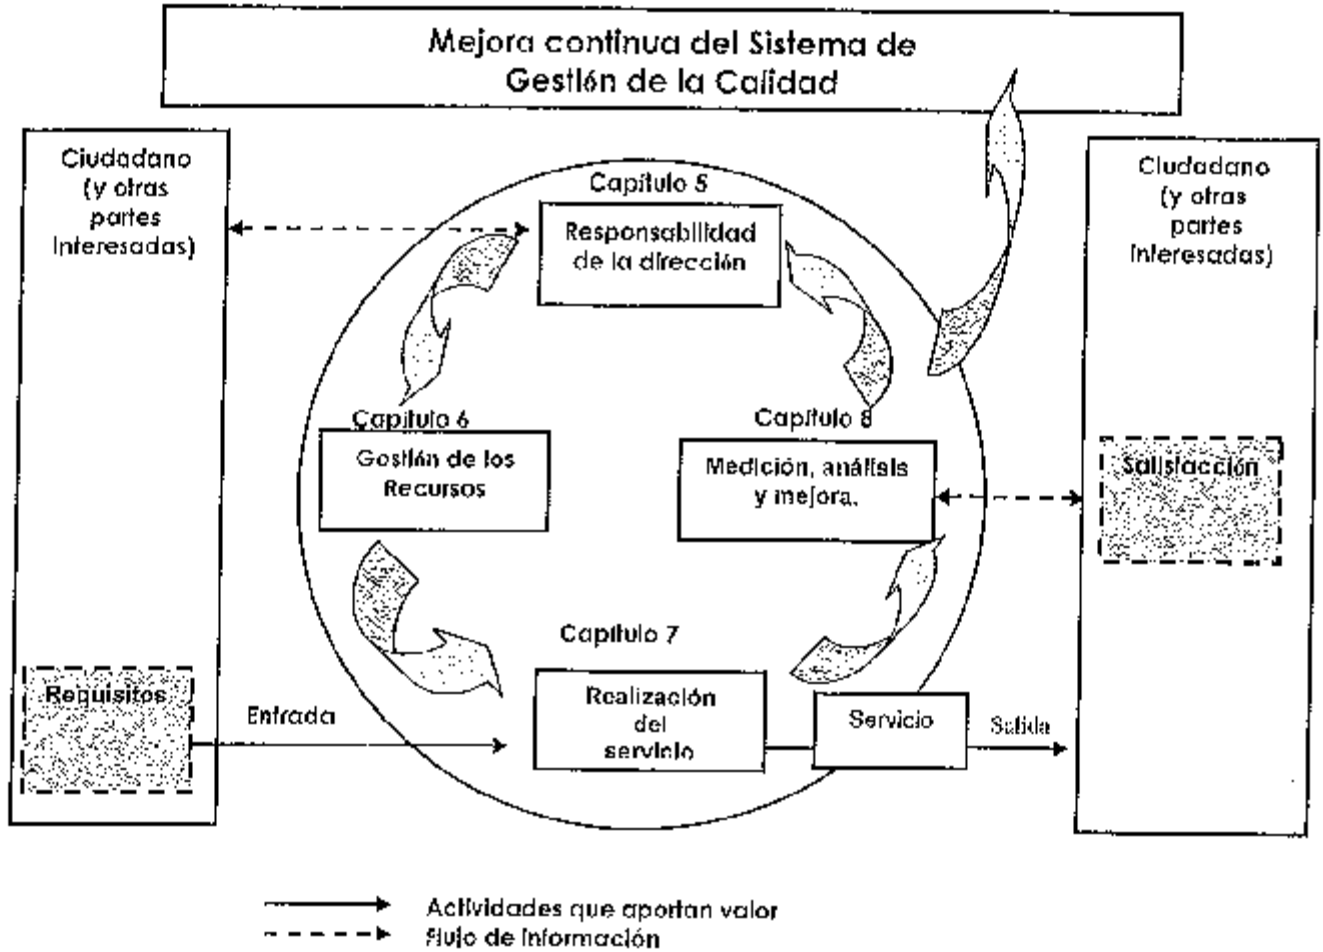 Mejora continua del Sistema de
Gestión de la Calidad
Ciudadano
(y otras
partes
interesadas)
Capítulo 5
Responsabilidad
de la dirección
Ciudadano
(y otras
partes
interesadas)
Capítulo 6
Gestión de los
Recursos
Capítulo 8
Medición, análisis
y mejora.
Satisfacción
Capítulo 7
Requisitos
Entrada
Realización
del
servicio
Servicio
Salida
Actividades que aportan valor
Flujo de información